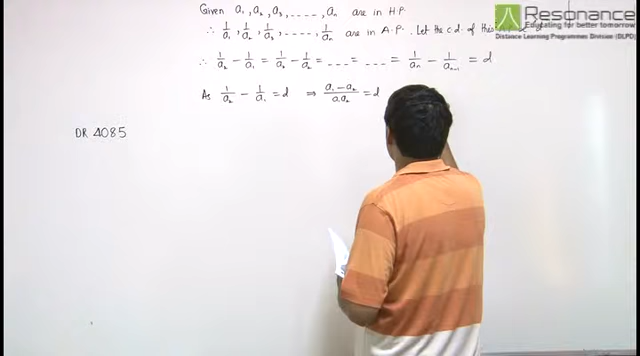 Given a₁, a₂, a₃, ----, aₙ are in H.P.
Resonance
Educating for better tomorrow
Distance Learning Programmes Division (DLPD)
∴ 1/a₁, 1/a₂, 1/a₃, ----, 1/aₙ are in A.P. Let the c.d. of this
∴ 1/a₂ - 1/a₁ = 1/a₃ - 1/a₂ = --- = --- = 1/aₙ - 1/aₙ₋₁ = d
As 1/a₂ - 1/a₁ = d ⇒ (a₁ - a₂)/(a₁a₂) = d
DR 4085